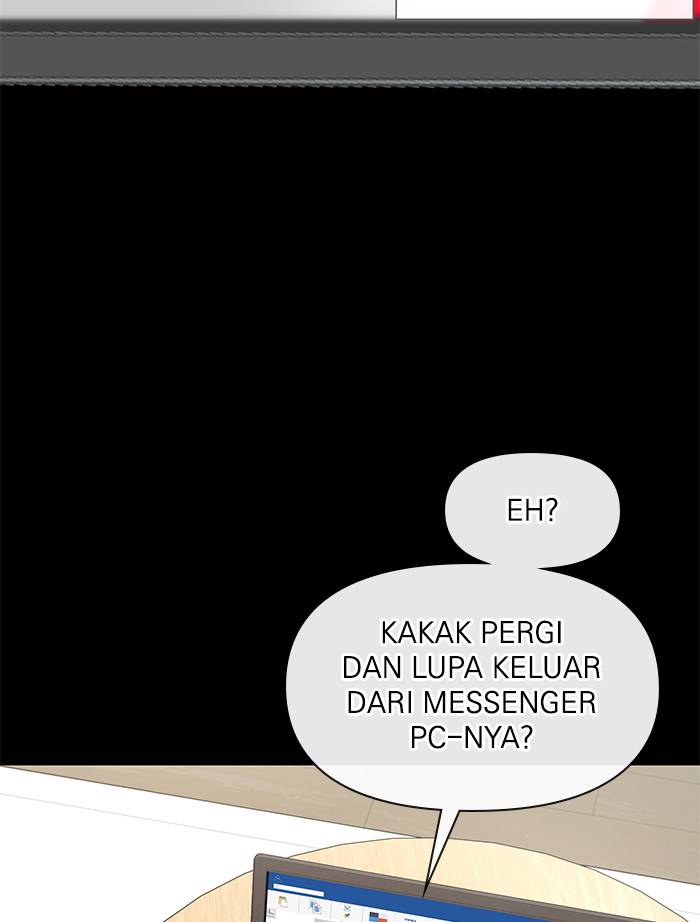 EH?
KAKAK PERGI
DAN LUPA KELUAR
DARI MESSENGER
PC-NYA?